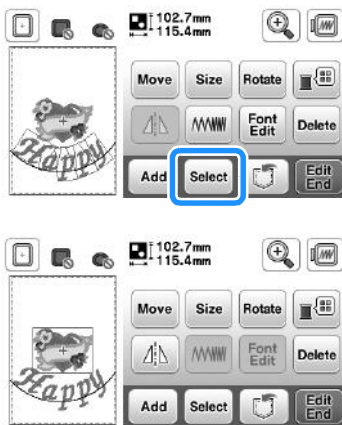 102.7mm
115.4mm
Move Size Rotate
Font
Edit
Delete
Happy
Add Select Edit
End
102.7mm
115.4mm
Move Size Rotate
Font
Edit
Delete
Happy
Add Select Edit
End